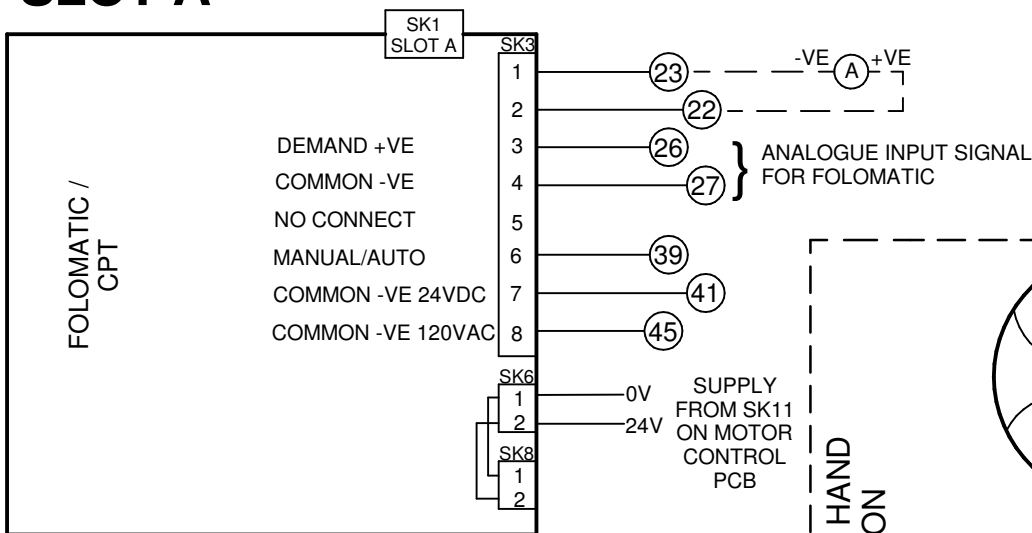 SLOT A
SK1
SLOT A
SK3
1
23
-VE
A
+VE
2
22
DEMAND +VE
3
26
COMMON -VE
4
27
}
ANALOGUE INPUT SIGNAL
FOR FOLOMATIC
NO CONNECT
5
MANUAL/AUTO
6
39
COMMON -VE 24VDC
7
41
COMMON -VE 120VAC
8
45
FOLOMATIC /
CPT
SK6
1
0V
2
24V
SUPPLY
FROM SK11
ON MOTOR
CONTROL
PCB
SK8
1
2
HAND
ON